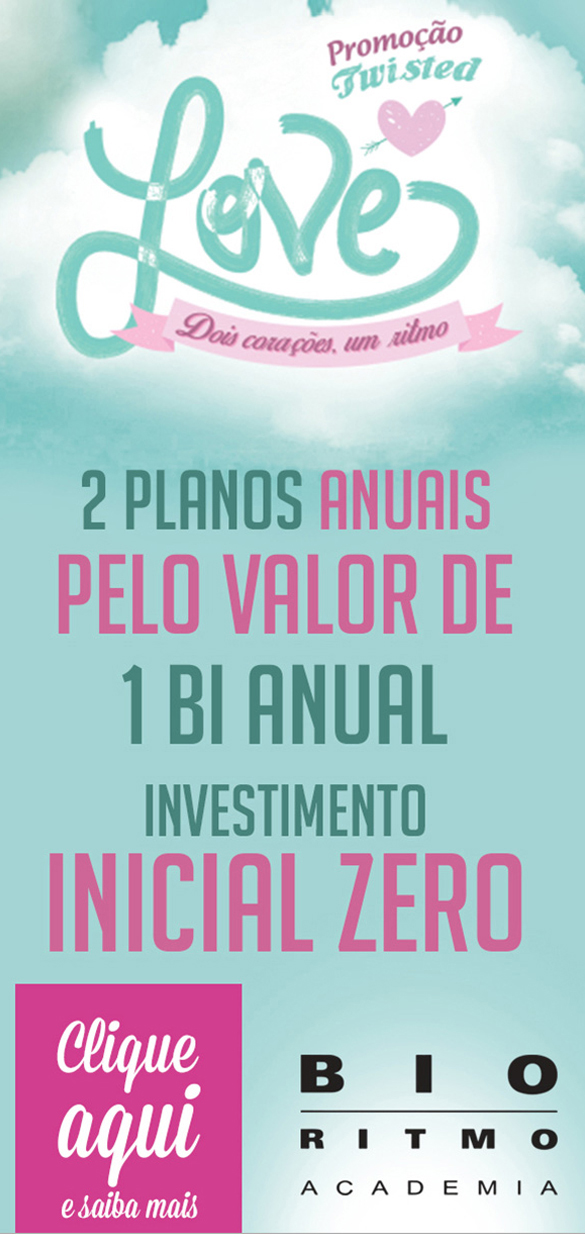 Promoção
Twisted
Love
Dois corações, um ritmo
2 PLANOS ANUAIS
PELO VALOR DE
1 BI ANUAL
INVESTIMENTO
INICIAL ZERO
Clique
aqui
e saiba mais
BIO
RITMO
ACADEMIA